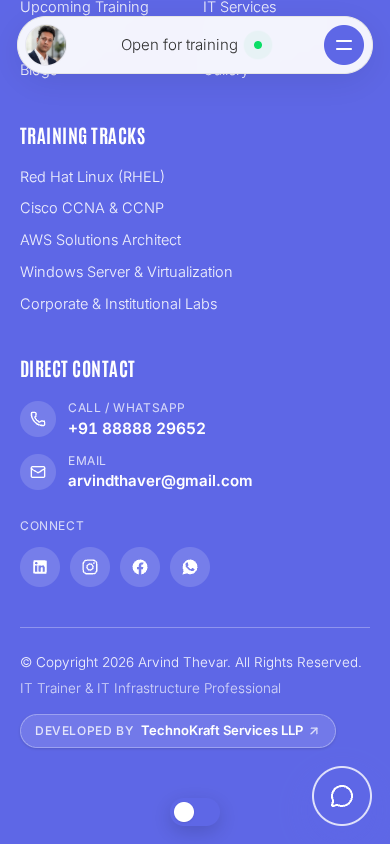 Upcoming Training
IT Services
Open for training
Blogs
Gallery
TRAINING TRACKS
Red Hat Linux (RHEL)
Cisco CCNA & CCNP
AWS Solutions Architect
Windows Server & Virtualization
Corporate & Institutional Labs
DIRECT CONTACT
CALL / WHATSAPP
+91 88888 29652
EMAIL
arvindthaver@gmail.com
CONNECT
© Copyright 2026 Arvind Thevar. All Rights Reserved.
IT Trainer & IT Infrastructure Professional
DEVELOPED BY TechnoKraft Services LLP